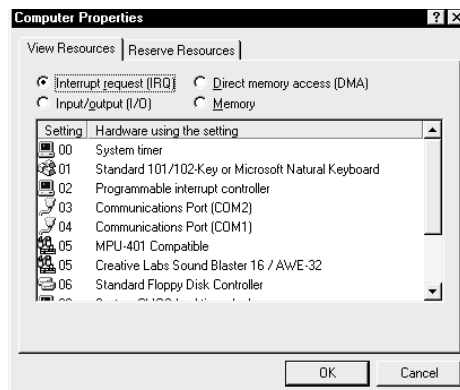 Computer Properties
View Resources Reserve Resources
Interrupt request (IRQ) Direct memory access (DMA)
Input/output (I/O) Memory
Setting Hardware using the setting
00 System timer
01 Standard 101/102-Key or Microsoft Natural Keyboard
02 Programmable interrupt controller
03 Communications Port (COM2)
04 Communications Port (COM1)
05 MPU-401 Compatible
05 Creative Labs Sound Blaster 16 / AWE-32
06 Standard Floppy Disk Controller
OK Cancel